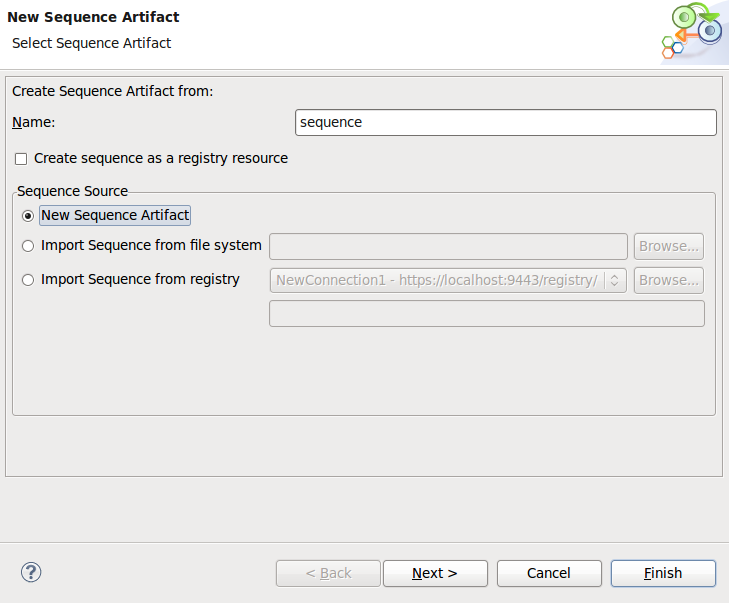 New Sequence Artifact
Select Sequence Artifact
Create Sequence Artifact from:
Name: sequence
Create sequence as a registry resource
Sequence Source
New Sequence Artifact
Import Sequence from file system Browse...
Import Sequence from registry NewConnection1 - https://localhost:9443/registry/ Browse...
? < Back Next > Cancel Finish